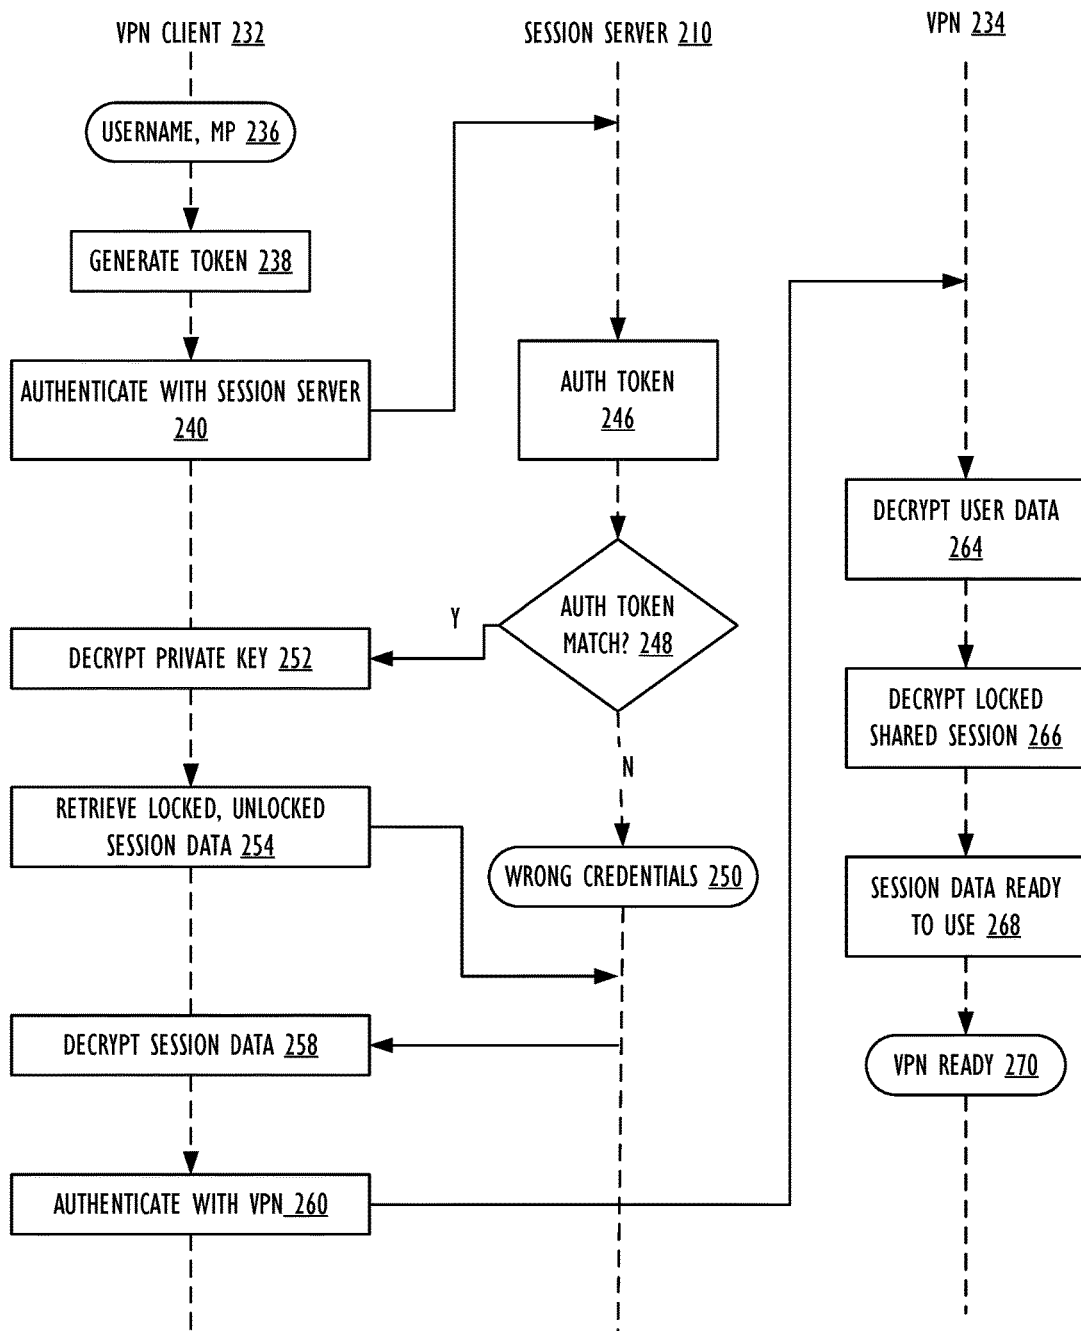 VPN CLIENT 232
SESSION SERVER 210
VPN 234
USERNAME, MP 236
GENERATE TOKEN 238
AUTHENTICATE WITH SESSION SERVER
240
AUTH TOKEN
246
DECRYPT USER DATA
264
AUTH TOKEN
MATCH? 248
Y
N
DECRYPT PRIVATE KEY 252
DECRYPT LOCKED
SHARED SESSION 266
RETRIEVE LOCKED, UNLOCKED
SESSION DATA 254
WRONG CREDENTIALS 250
SESSION DATA READY
TO USE 268
DECRYPT SESSION DATA 258
VPN READY 270
AUTHENTICATE WITH VPN 260